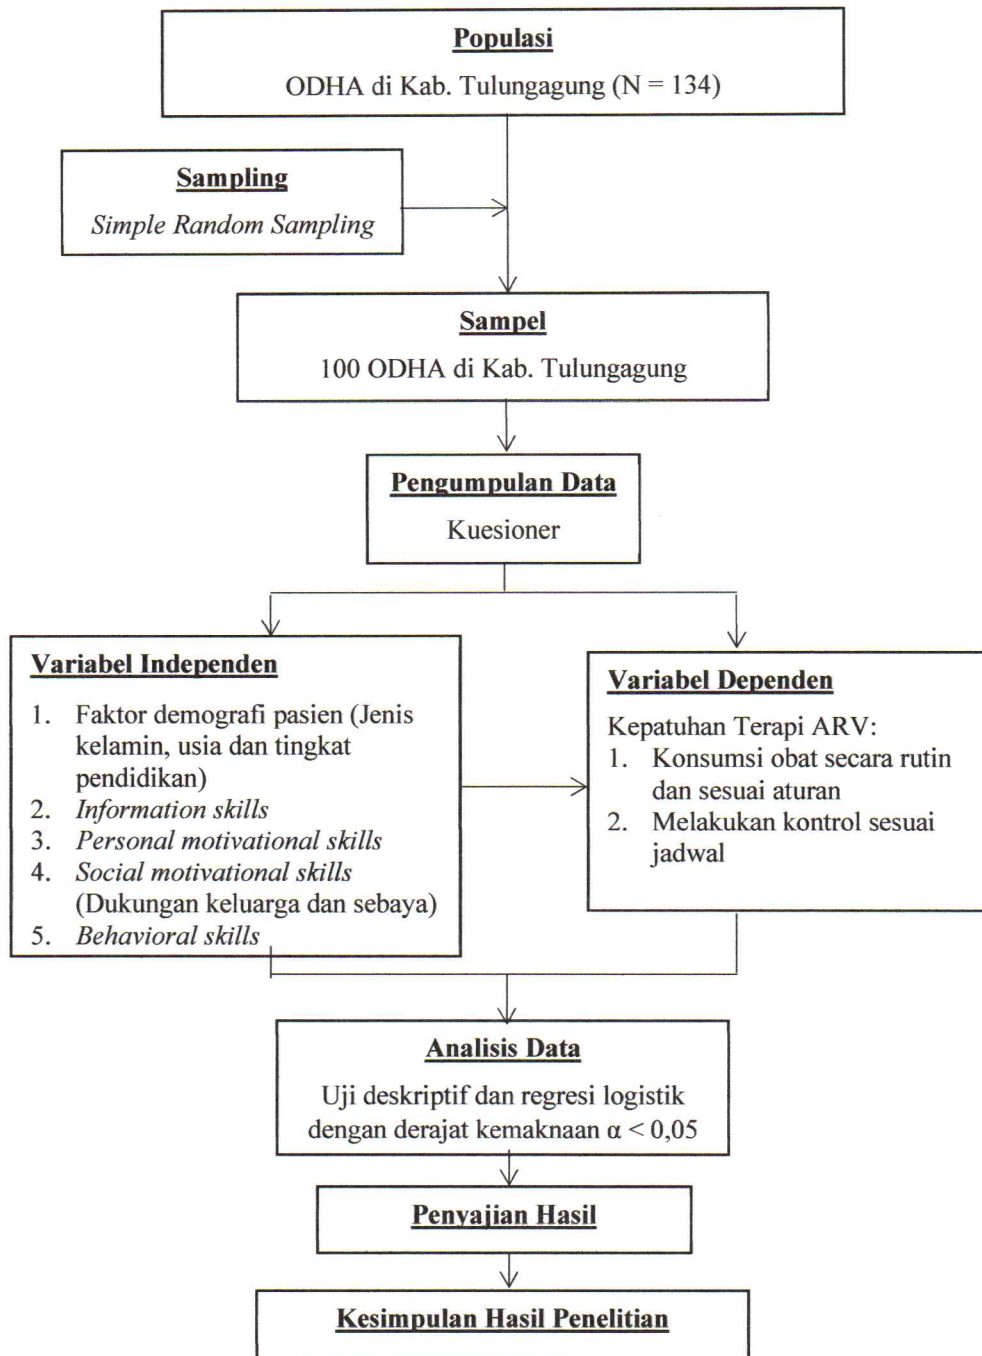 Populasi
ODHA di Kab. Tulungagung (N = 134)
Sampling
Simple Random Sampling
Sampel
100 ODHA di Kab. Tulungagung
Pengumpulan Data
Kuesioner
Variabel Independen
1. Faktor demografi pasien (Jenis
kelamin, usia dan tingkat
pendidikan)
2. Information skills
3. Personal motivational skills
4. Social motivational skills
(Dukungan keluarga dan sebaya)
5. Behavioral skills
Variabel Dependen
Kepatuhan Terapi ARV:
1. Konsumsi obat secara rutin
dan sesuai aturan
2. Melakukan kontrol sesuai
jadwal
Analisis Data
Uji deskriptif dan regresi logistik
dengan derajat kemaknaan α < 0,05
Penyajian Hasil
Kesimpulan Hasil Penelitian